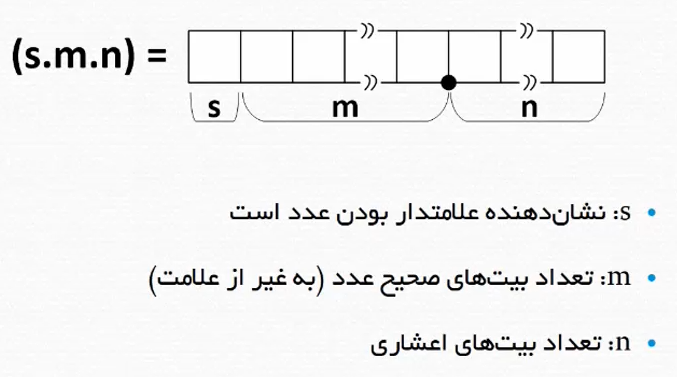 (s.m.n) =
s m n
s: نشان‌دهنده علامتدار بودن عدد است
m: تعداد بیت‌های صحیح عدد (به غیر از علامت)
n: تعداد بیت‌های اعشاری